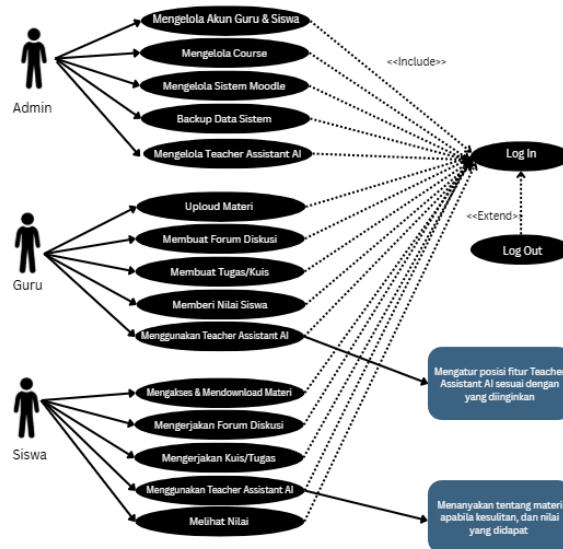 Mengelola Akun Guru & Siswa
Mengelola Course
<<Include>>
Mengelola Sistem Moodle
Admin
Backup Data Sistem
Mengelola Teacher Assistant AI
Log In
Uploud Materi
<<Extend>>
Membuat Forum Diskusi
Log Out
Membuat Tugas/Kuis
Guru
Memberi Nilai Siswa
Menggunakan Teacher Assistant AI
Mengatur posisi fitur Teacher
Assistant AI sesuai dengan
yang diinginkan
Mengakses & Mendownload Materi
Mengerjakan Forum Diskusi
Siswa
Mengerjakan Kuis/Tugas
Menggunakan Teacher Assistant AI
Melihat Nilai
Menanyakan tentang materi
apabila kesulitan, dan nilai
yang didapat